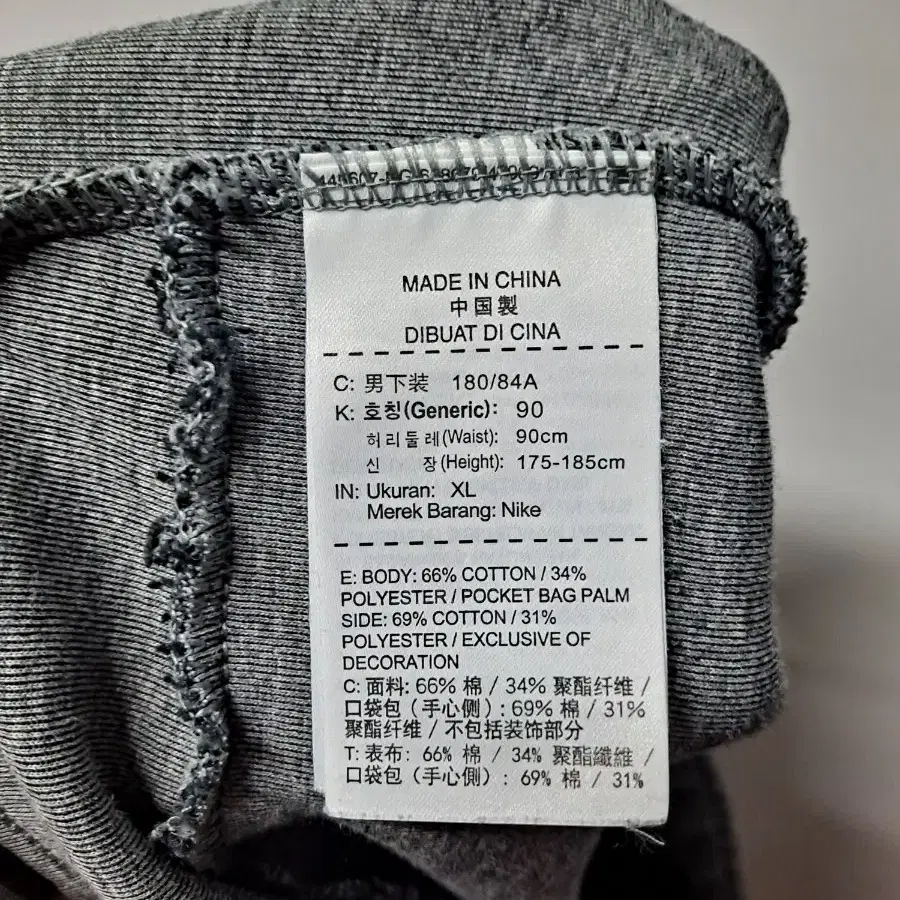 MADE IN CHINA
中国製
DIBUAT DI CINA
C: 男下装 180/84A
K: 호칭(Generic): 90
허리둘레(Waist): 90cm
신 장(Height): 175-185cm
IN: Ukuran: XL
Merek Barang: Nike
E: BODY: 66% COTTON / 34%
POLYESTER / POCKET BAG PALM
SIDE: 69% COTTON / 31%
POLYESTER / EXCLUSIVE OF
DECORATION
C: 面料: 66% 棉 / 34% 聚酯纤维 /
口袋包（手心侧）: 69% 棉 / 31%
聚酯纤维 / 不包括装饰部分
T: 表布: 66% 棉 / 34% 聚酯纖維 /
口袋包（手心側）: 69% 棉 / 31%